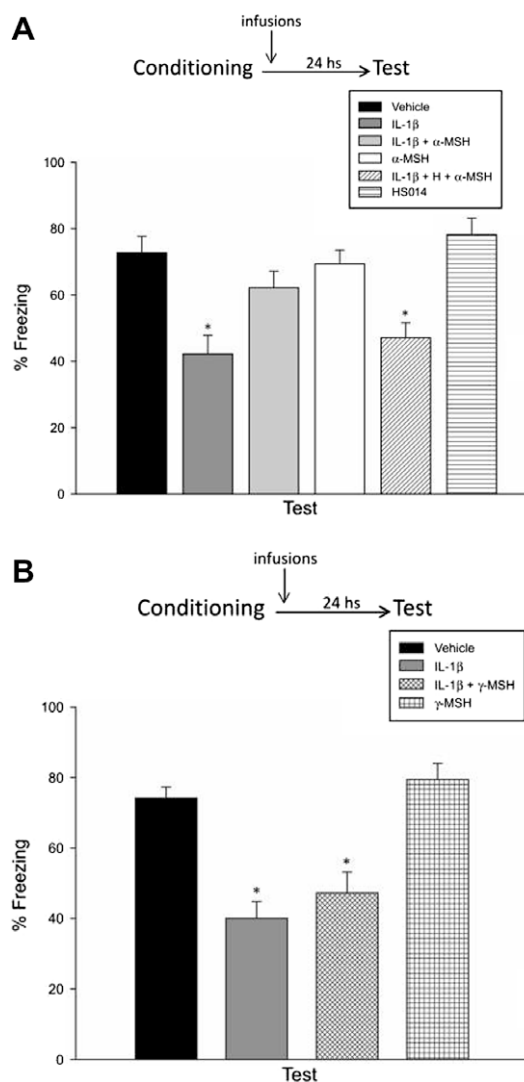 A
infusions
Conditioning 24 hs Test
Vehicle
IL-1β
IL-1β + α-MSH
α-MSH
IL-1β + H + α-MSH
HS014
100
80
60
40
20
0
% Freezing
*
*
Test
B
infusions
Conditioning 24 hs Test
Vehicle
IL-1β
IL-1β + γ-MSH
γ-MSH
100
80
60
40
20
0
% Freezing
*
*
Test